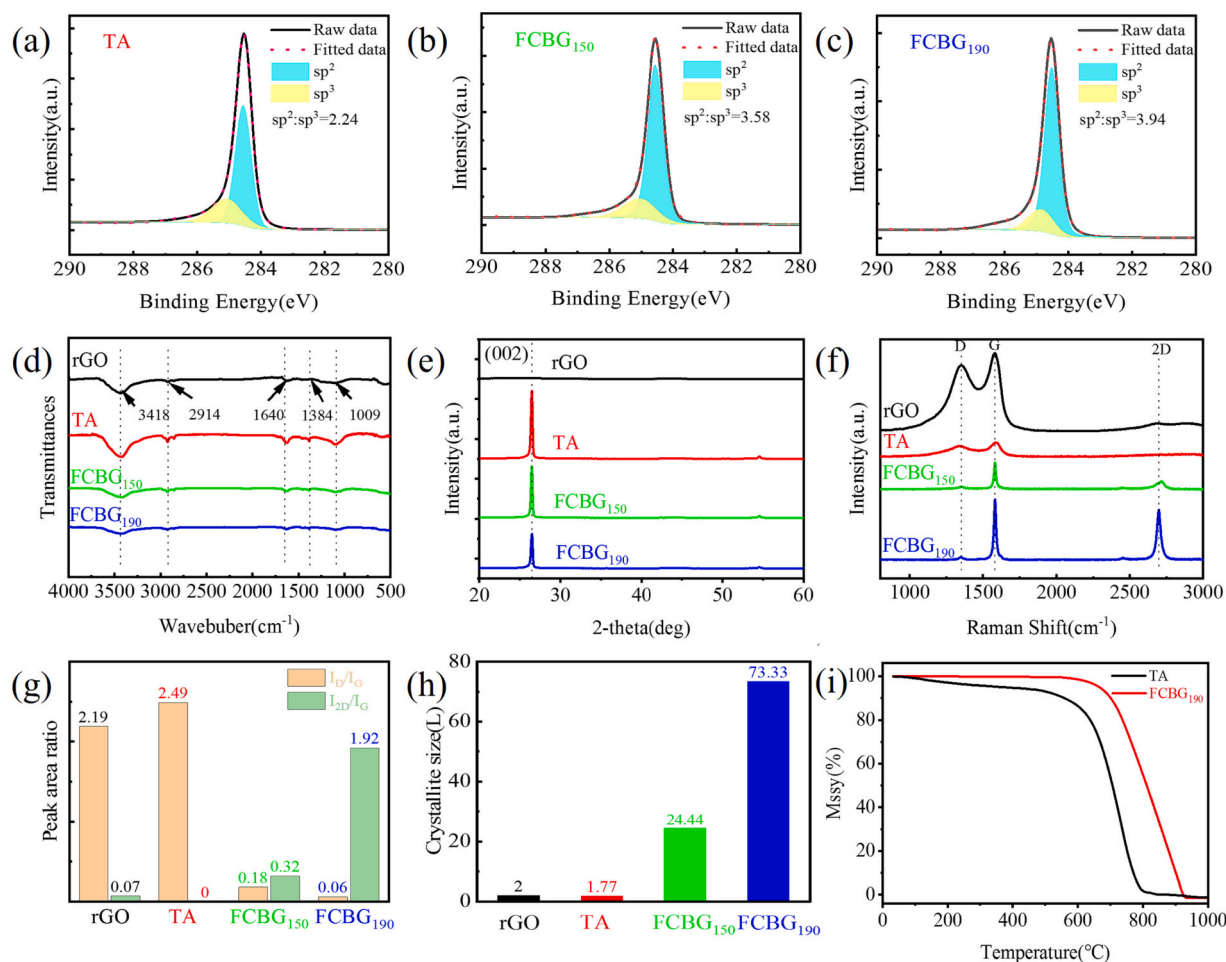 (a)
TA
Raw data
Fitted data
sp²
sp³
sp²:sp³=2.24
Intensity(a.u.)
290 288 286 284 282 280
Binding Energy(eV)
(b)
FCBG₁₅₀
Raw data
Fitted data
sp²
sp³
sp²:sp³=3.58
Intensity(a.u.)
290 288 286 284 282 280
Binding Energy(eV)
(c)
FCBG₁₉₀
Raw data
Fitted data
sp²
sp³
sp²:sp³=3.94
Intensity(a.u.)
290 288 286 284 282 280
Binding Energy(eV)
(d)
rGO
3418 2914 1640 1384 1009
TA
FCBG₁₅₀
FCBG₁₉₀
Transmittances
4000 3500 3000 2500 2000 1500 1000 500
Wavebuber(cm⁻¹)
(e)
(002)
rGO
TA
FCBG₁₅₀
FCBG₁₉₀
Intensity(a.u.)
20 30 40 50 60
2-theta(deg)
(f)
D G 2D
rGO
TA
FCBG₁₅₀
FCBG₁₉₀
Intensity(a.u.)
1000 1500 2000 2500 3000
Raman Shift(cm⁻¹)
(g)
I_D/I_G
I_2D/I_G
2.19 0.07 2.49 0 0.18 0.32 0.06 1.92
Peak area ratio
rGO TA FCBG₁₅₀ FCBG₁₉₀
(h)
80
60
40
20
0
2 1.77 24.44 73.33
Crystallite size(L)
rGO TA FCBG₁₅₀ FCBG₁₉₀
(i)
TA
FCBG₁₉₀
100
80
60
40
20
0
Mssy(%)
0 200 400 600 800 1000
Temperature(℃)